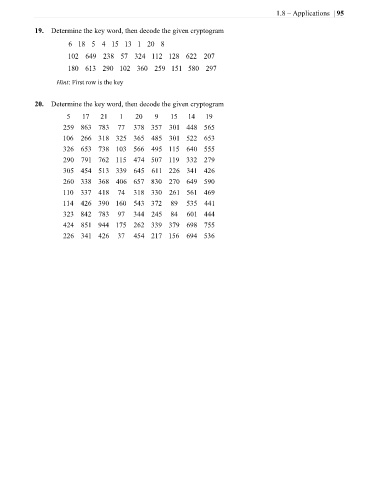 1.8 – Applications | 95
19. Determine the key word, then decode the given cryptogram
6 18 5 4 15 13 1 20 8
102 649 238 57 324 112 128 622 207
180 613 290 102 360 259 151 580 297
Hint: First row is the key
20. Determine the key word, then decode the given cryptogram
5 17 21 1 20 9 15 14 19
259 863 783 77 378 357 301 448 565
106 266 318 325 365 485 301 522 653
326 653 738 103 566 495 115 640 555
290 791 762 115 474 507 119 332 279
305 454 513 339 645 611 226 341 426
260 338 368 406 657 830 270 649 590
110 337 418 74 318 330 261 561 469
114 426 390 160 543 372 89 535 441
323 842 783 97 344 245 84 601 444
424 851 944 175 262 339 379 698 755
226 341 426 37 454 217 156 694 536